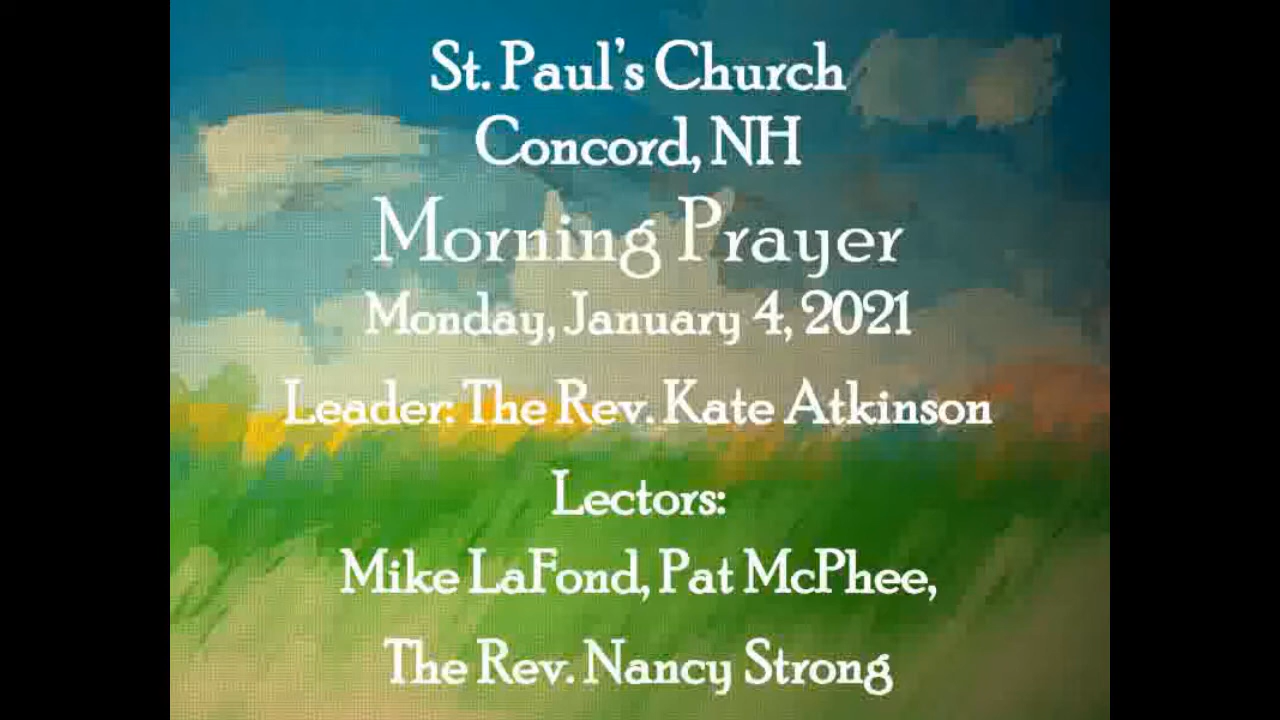 St. Paul's Church
Concord, NH
Morning Prayer
Monday, January 4, 2021
Leader: The Rev. Kate Atkinson
Lectors:
Mike LaFond, Pat McPhee,
The Rev. Nancy Strong